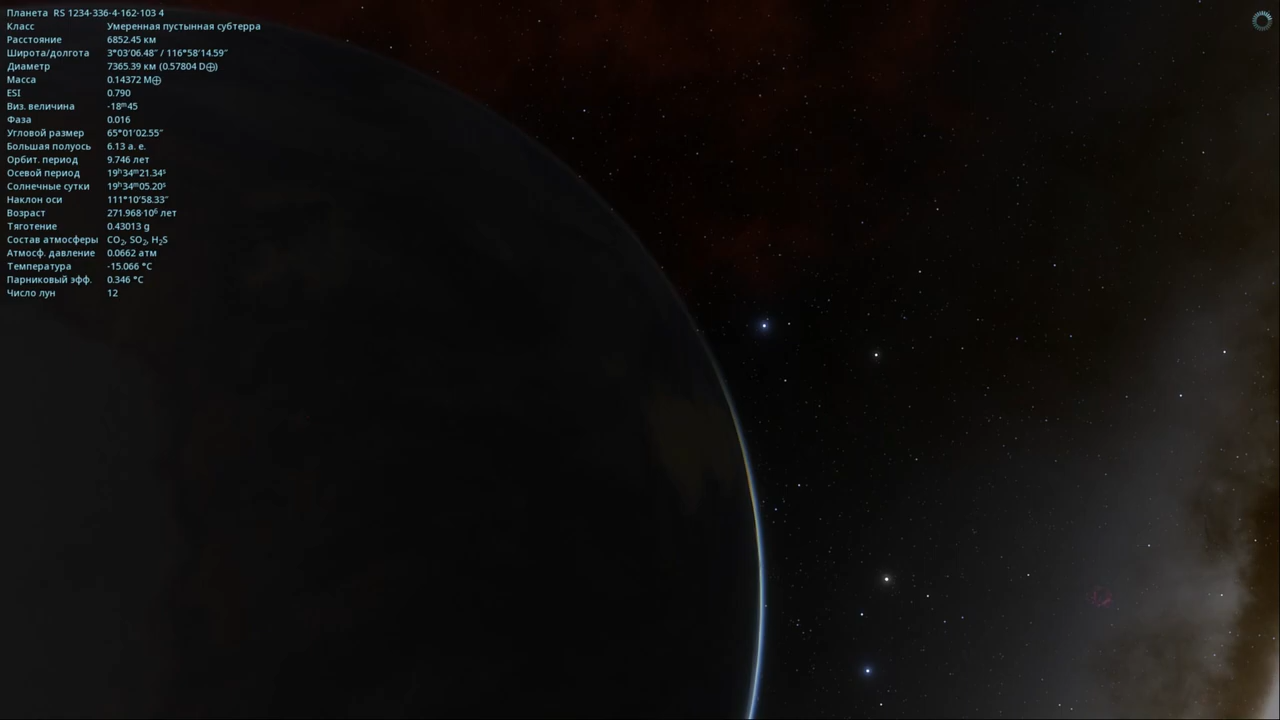 Планета RS 1234-336-4-162-103 4
Класс Умеренная пустынная субтерра
Расстояние 6852.45 км
Широта/долгота 3°03′06.48″ / 116°58′14.59″
Диаметр 7365.39 км (0.57804 D⊕)
Масса 0.14372 M⊕
ESI 0.790
Виз. величина -18ᵐ45
Фаза 0.016
Угловой размер 65°01′02.55″
Большая полуось 6.13 а. е.
Орбит. период 9.746 лет
Осевой период 19ʰ34ᵐ21.34ˢ
Солнечные сутки 19ʰ34ᵐ05.20ˢ
Наклон оси 111°10′58.33″
Возраст 271.968·10⁶ лет
Тяготение 0.43013 g
Состав атмосферы CO₂, SO₂, H₂S
Атмосф. давление 0.0662 атм
Температура -15.066 °C
Парниковый эфф. 0.346 °C
Число лун 12